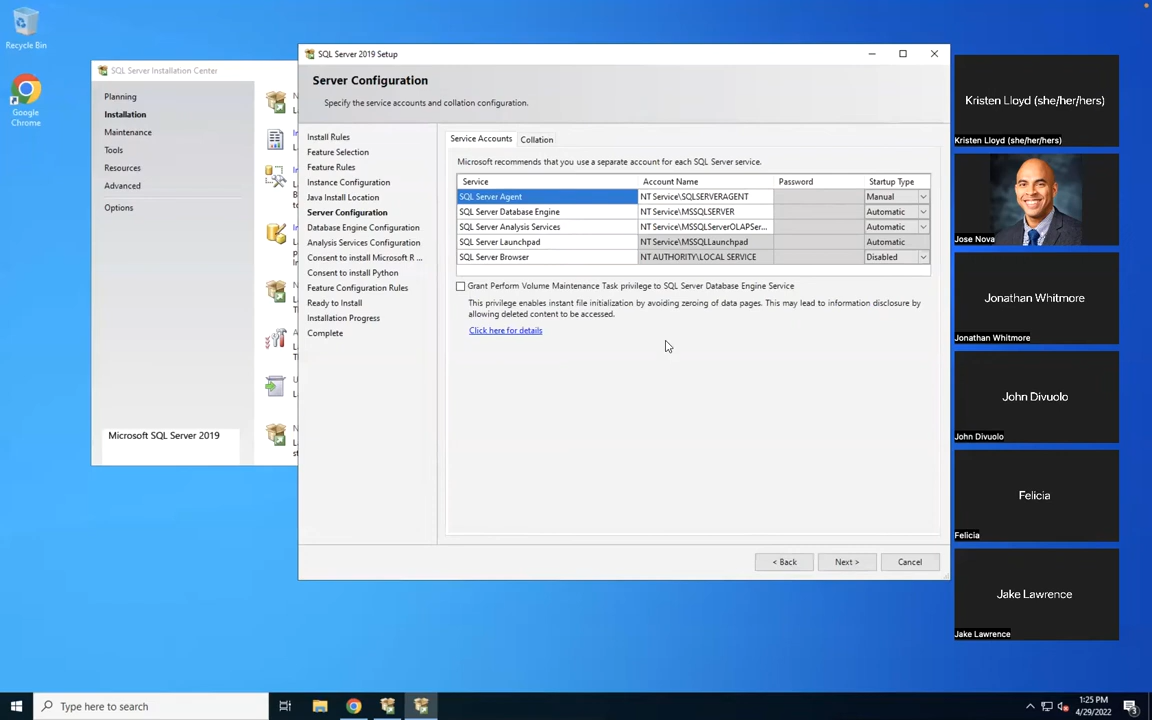 Recycle Bin
Google
Chrome
SQL Server Installation Center
Planning
Installation
Maintenance
Tools
Resources
Advanced
Options
Microsoft SQL Server 2019
SQL Server 2019 Setup
Server Configuration
Specify the service accounts and collation configuration.
Install Rules
Feature Selection
Feature Rules
Instance Configuration
Java Install Location
Server Configuration
Database Engine Configuration
Analysis Services Configuration
Consent to install Microsoft R ...
Consent to install Python
Feature Configuration Rules
Ready to Install
Installation Progress
Complete
Service Accounts Collation
Microsoft recommends that you use a separate account for each SQL Server service.
Service Account Name Password Startup Type
SQL Server Agent NT Service\SQLSERVERAGENT Manual
SQL Server Database Engine NT Service\MSSQLSERVER Automatic
SQL Server Analysis Services NT Service\MSSQLServerOLAPSer... Automatic
SQL Server Launchpad NT Service\MSSQLLaunchpad Automatic
SQL Server Browser NT AUTHORITY\LOCAL SERVICE Disabled
Grant Perform Volume Maintenance Task privilege to SQL Server Database Engine Service
This privilege enables instant file initialization by avoiding zeroing of data pages. This may lead to information disclosure by
allowing deleted content to be accessed.
Click here for details
< Back Next > Cancel
Kristen Lloyd (she/her/hers)
Kristen Lloyd (she/her/hers)
Jose Nova
Jonathan Whitmore
Jonathan Whitmore
John Divuolo
John Divuolo
Felicia
Felicia
Jake Lawrence
Jake Lawrence
Type here to search
1:25 PM
4/29/2022
3